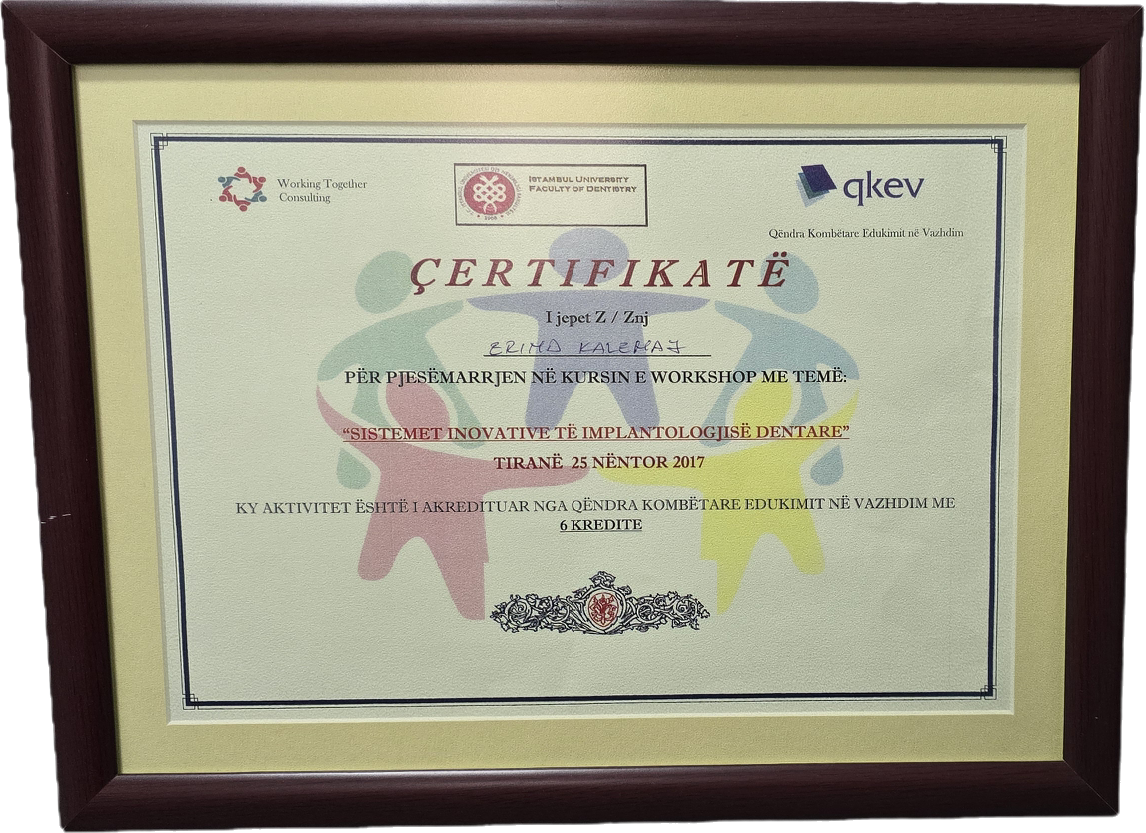 Working Together
Consulting
ISTANBUL UNIVERSITY
FACULTY OF DENTISTRY
1908
qkev
Qëndra Kombëtare Edukimit në Vazhdim
ÇERTIFIKATË
I jepet Z / Znj
ERIND KALEMAJ
PËR PJESËMARRJEN NË KURSIN E WORKSHOP ME TEMË:
“SISTEMET INOVATIVE TË IMPLANTOLOGJISË DENTARE”
TIRANË 25 NËNTOR 2017
KY AKTIVITET ËSHTË I AKREDITUAR NGA QËNDRA KOMBËTARE EDUKIMIT NË VAZHDIM ME
6 KREDITE